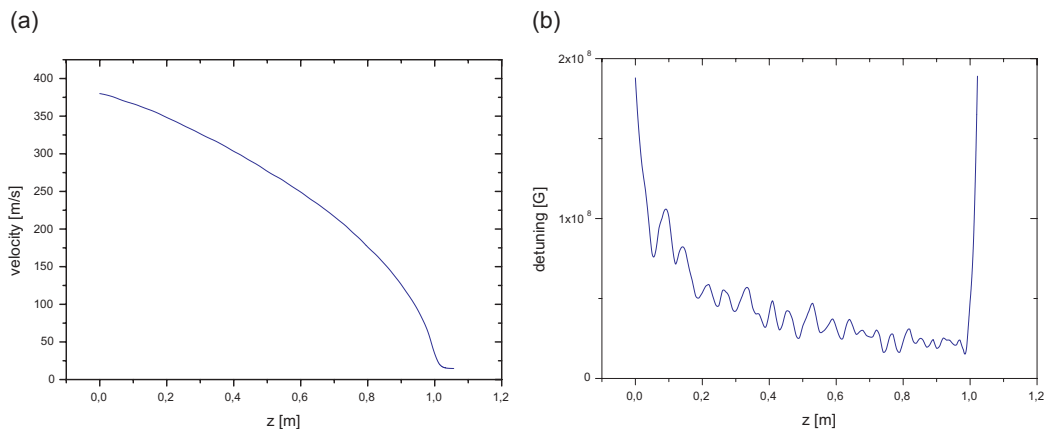 (a)
(b)
velocity [m/s]
400
350
300
250
200
150
100
50
0
0,0 0,2 0,4 0,6 0,8 1,0 1,2
z [m]
detuning [G]
2x10 8
1x10 8
0
0,0 0,2 0,4 0,6 0,8 1,0 1,2
z [m]